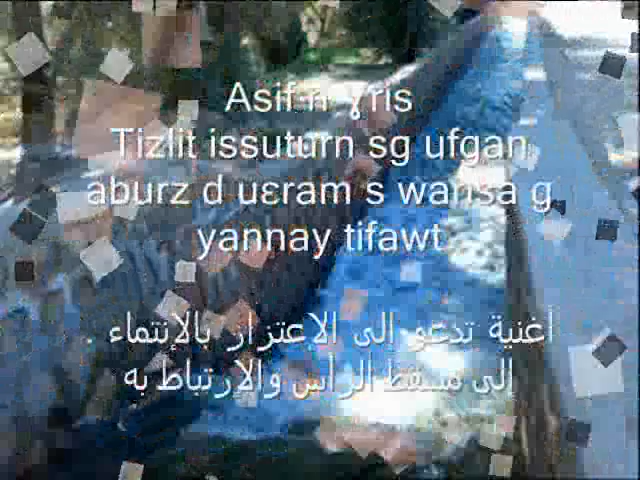 Asif n ɣris
Tizlit issuturn sg ufgan
aburz d uɛram s wansa g
yannay tifawt
أغنية تدعو الى الاعتزاز بالإنتماء .
الى مسقط الرأس والارتباط به